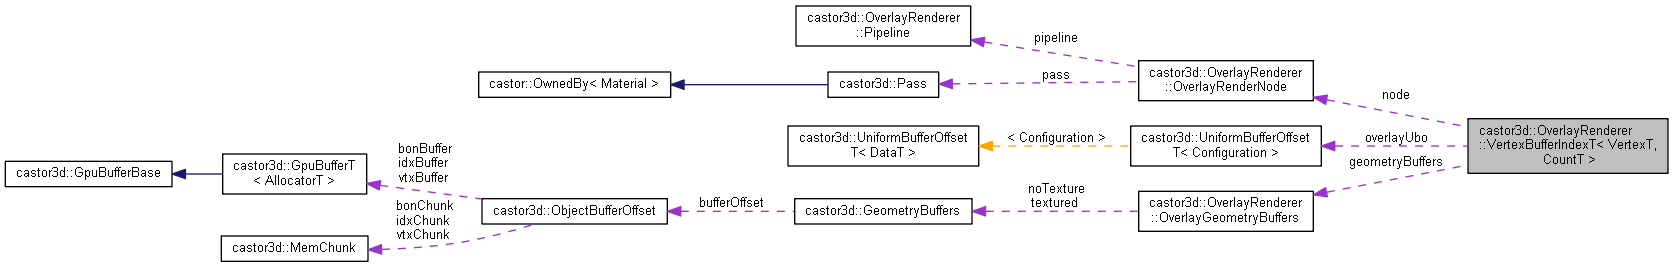 castor3d::OverlayRenderer
::Pipeline
pipeline
castor::OwnedBy< Material >
castor3d::Pass
pass
castor3d::OverlayRenderer
::OverlayRenderNode
node
castor3d::UniformBufferOffset
T< DataT >
< Configuration >
castor3d::UniformBufferOffset
T< Configuration >
overlayUbo
castor3d::OverlayRenderer
::VertexBufferIndexT< VertexT,
CountT >
geometryBuffers
castor3d::GpuBufferBase
castor3d::GpuBufferT
< AllocatorT >
bonBuffer
idxBuffer
vtxBuffer
castor3d::MemChunk
bonChunk
idxChunk
vtxChunk
castor3d::ObjectBufferOffset
bufferOffset
castor3d::GeometryBuffers
noTexture
textured
castor3d::OverlayRenderer
::OverlayGeometryBuffers